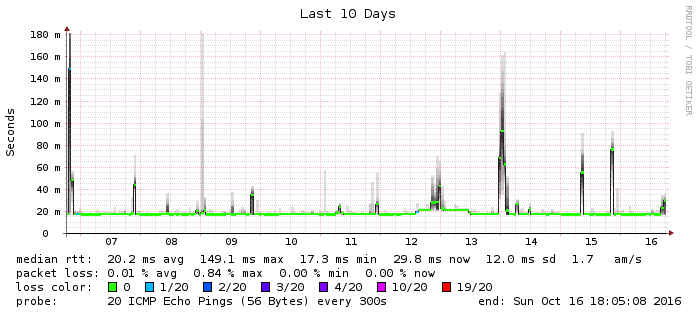 Last 10 Days
RRDTOOL / TOBI OETIKER
Seconds
180 m
160 m
140 m
120 m
100 m
80 m
60 m
40 m
20 m
0
07 08 09 10 11 12 13 14 15 16
median rtt: 20.2 ms avg 149.1 ms max 17.3 ms min 29.8 ms now 12.0 ms sd 1.7 am/s
packet loss: 0.01 % avg 0.84 % max 0.00 % min 0.00 % now
loss color: 0 1/20 2/20 3/20 4/20 10/20 19/20
probe: 20 ICMP Echo Pings (56 Bytes) every 300s end: Sun Oct 16 18:05:08 2016